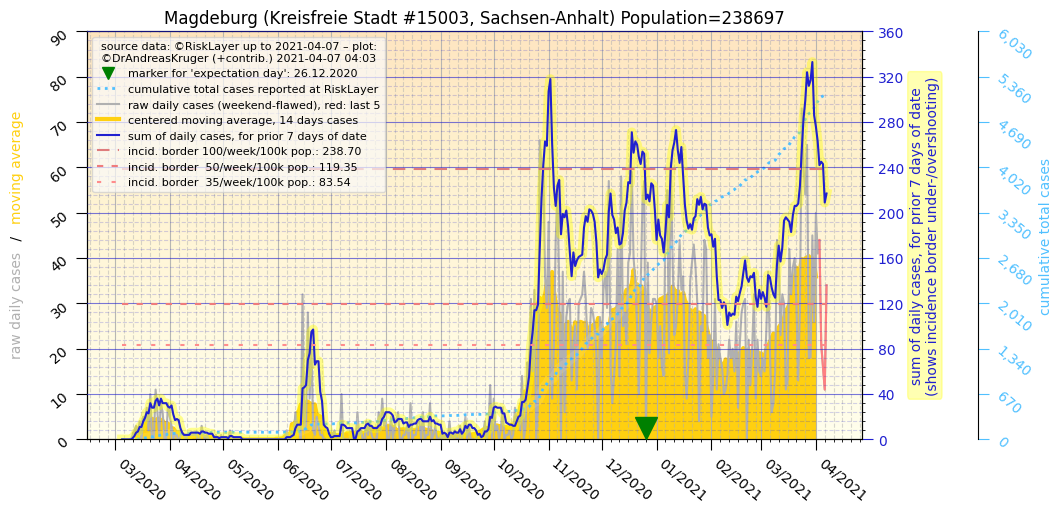 Magdeburg (Kreisfreie Stadt #15003, Sachsen-Anhalt) Population=238697
source data: ©RiskLayer up to 2021-04-07 – plot:
©DrAndreasKruger (+contrib.) 2021-04-07 04:03
marker for 'expectation day': 26.12.2020
cumulative total cases reported at RiskLayer
raw daily cases (weekend-flawed), red: last 5
centered moving average, 14 days cases
sum of daily cases, for prior 7 days of date
incid. border 100/week/100k pop.: 238.70
incid. border  50/week/100k pop.: 119.35
incid. border  35/week/100k pop.: 83.54
raw daily cases  /  moving average
90
80
70
60
50
40
30
20
10
0
03/2020
04/2020
05/2020
06/2020
07/2020
08/2020
09/2020
10/2020
11/2020
12/2020
01/2021
02/2021
03/2021
04/2021
360
320
280
240
200
160
120
80
40
0
sum of daily cases, for prior 7 days of date
(shows incidence border under-/overshooting)
6,030
5,360
4,690
4,020
3,350
2,680
2,010
1,340
670
0
cumulative total cases